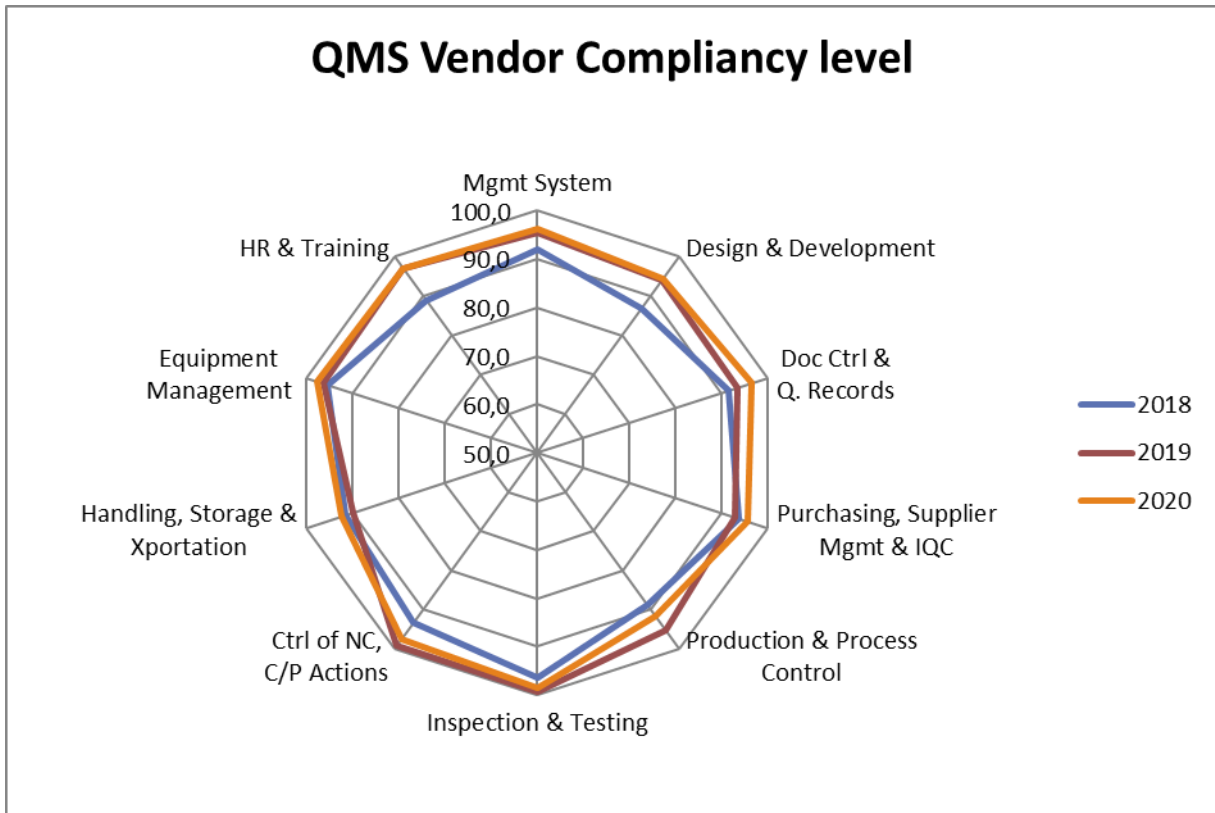 QMS Vendor Compliancy level
Mgmt System
100,0
HR & Training
Design & Development
90,0
80,0
Equipment
Management
Doc Ctrl &
Q. Records
70,0
60,0
50,0
2018
2019
2020
Handling, Storage &
Xportation
Purchasing, Supplier
Mgmt & IQC
Ctrl of NC,
C/P Actions
Production & Process
Control
Inspection & Testing